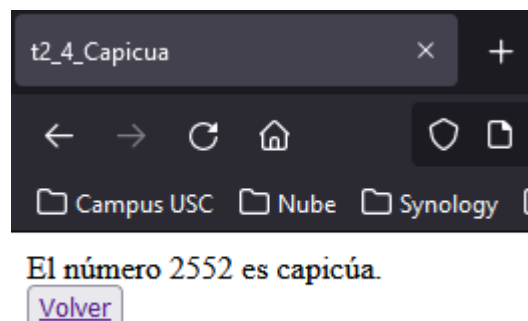 t2_4_Capicua
Campus USC Nube Synology
El número 2552 es capicúa.
Volver